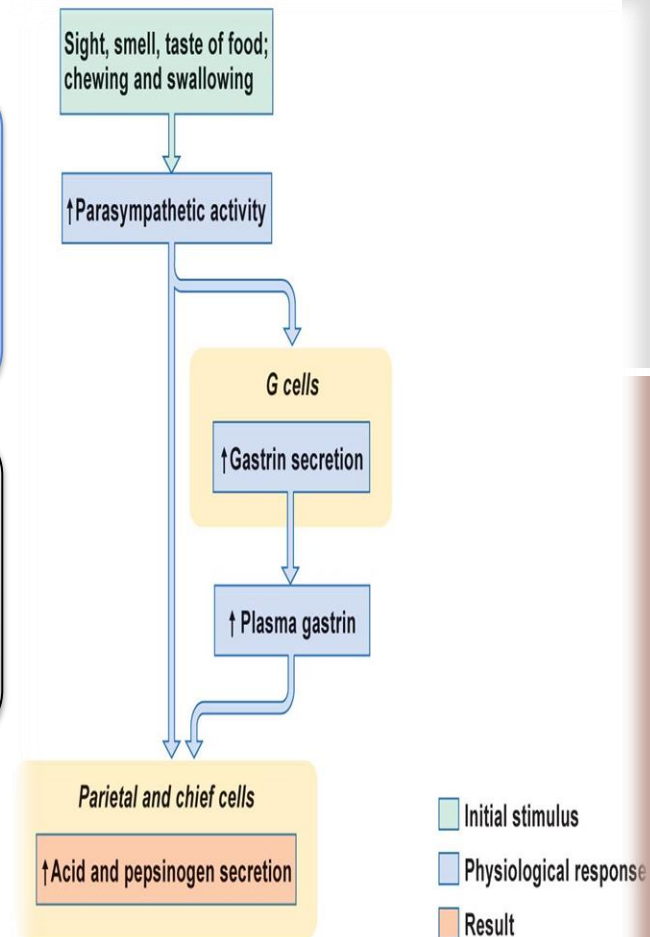 Sight, smell, taste of food;
chewing and swallowing
↑Parasympathetic activity
G cells
↑Gastrin secretion
↑ Plasma gastrin
Parietal and chief cells
↑Acid and pepsinogen secretion
Initial stimulus
Physiological response
Result